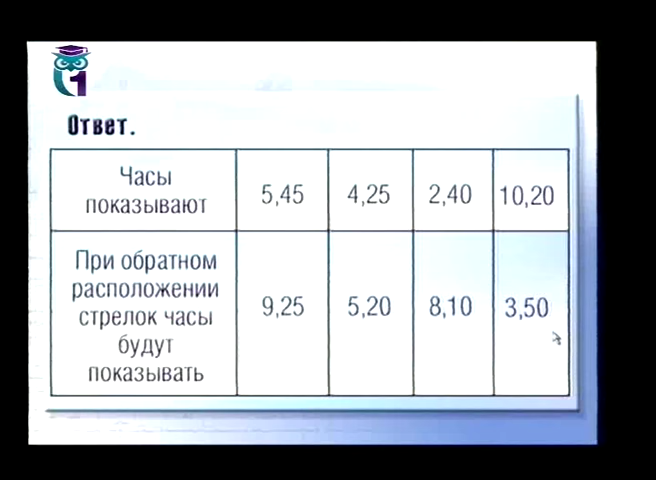 1
Ответ.
Часы
показывают
5,45 4,25 2,40 10,20
При обратном
расположении
стрелок часы
будут
показывать
9,25 5,20 8,10 3,50